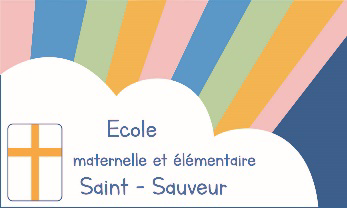 Ecole
maternelle et élémentaire
Saint - Sauveur